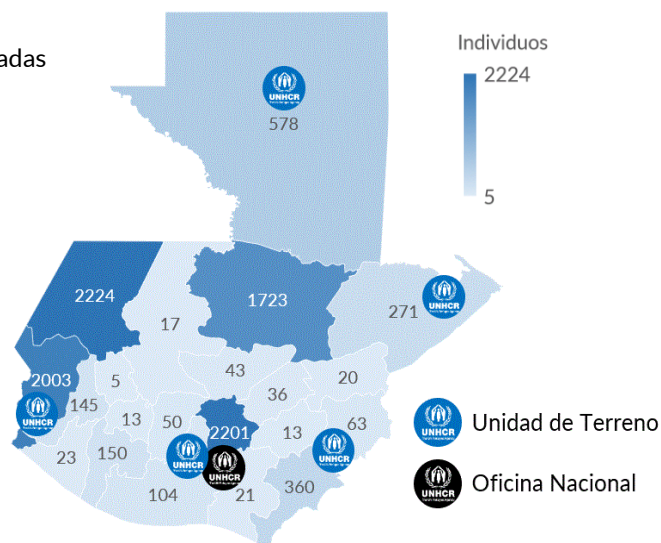 adas
Individuos
2224
5
UNHCR
578
2224
17
1723
271
UNHCR
2003
145
5
43
36
20
UNHCR
13
50
2201
13
63
23
150
UNHCR
UNHCR
UNHCR
104
21
360
UNHCR
Unidad de Terreno
UNHCR
Oficina Nacional